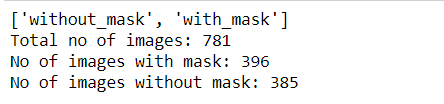 ['without_mask', 'with_mask']
Total no of images: 781
No of images with mask: 396
No of images without mask: 385